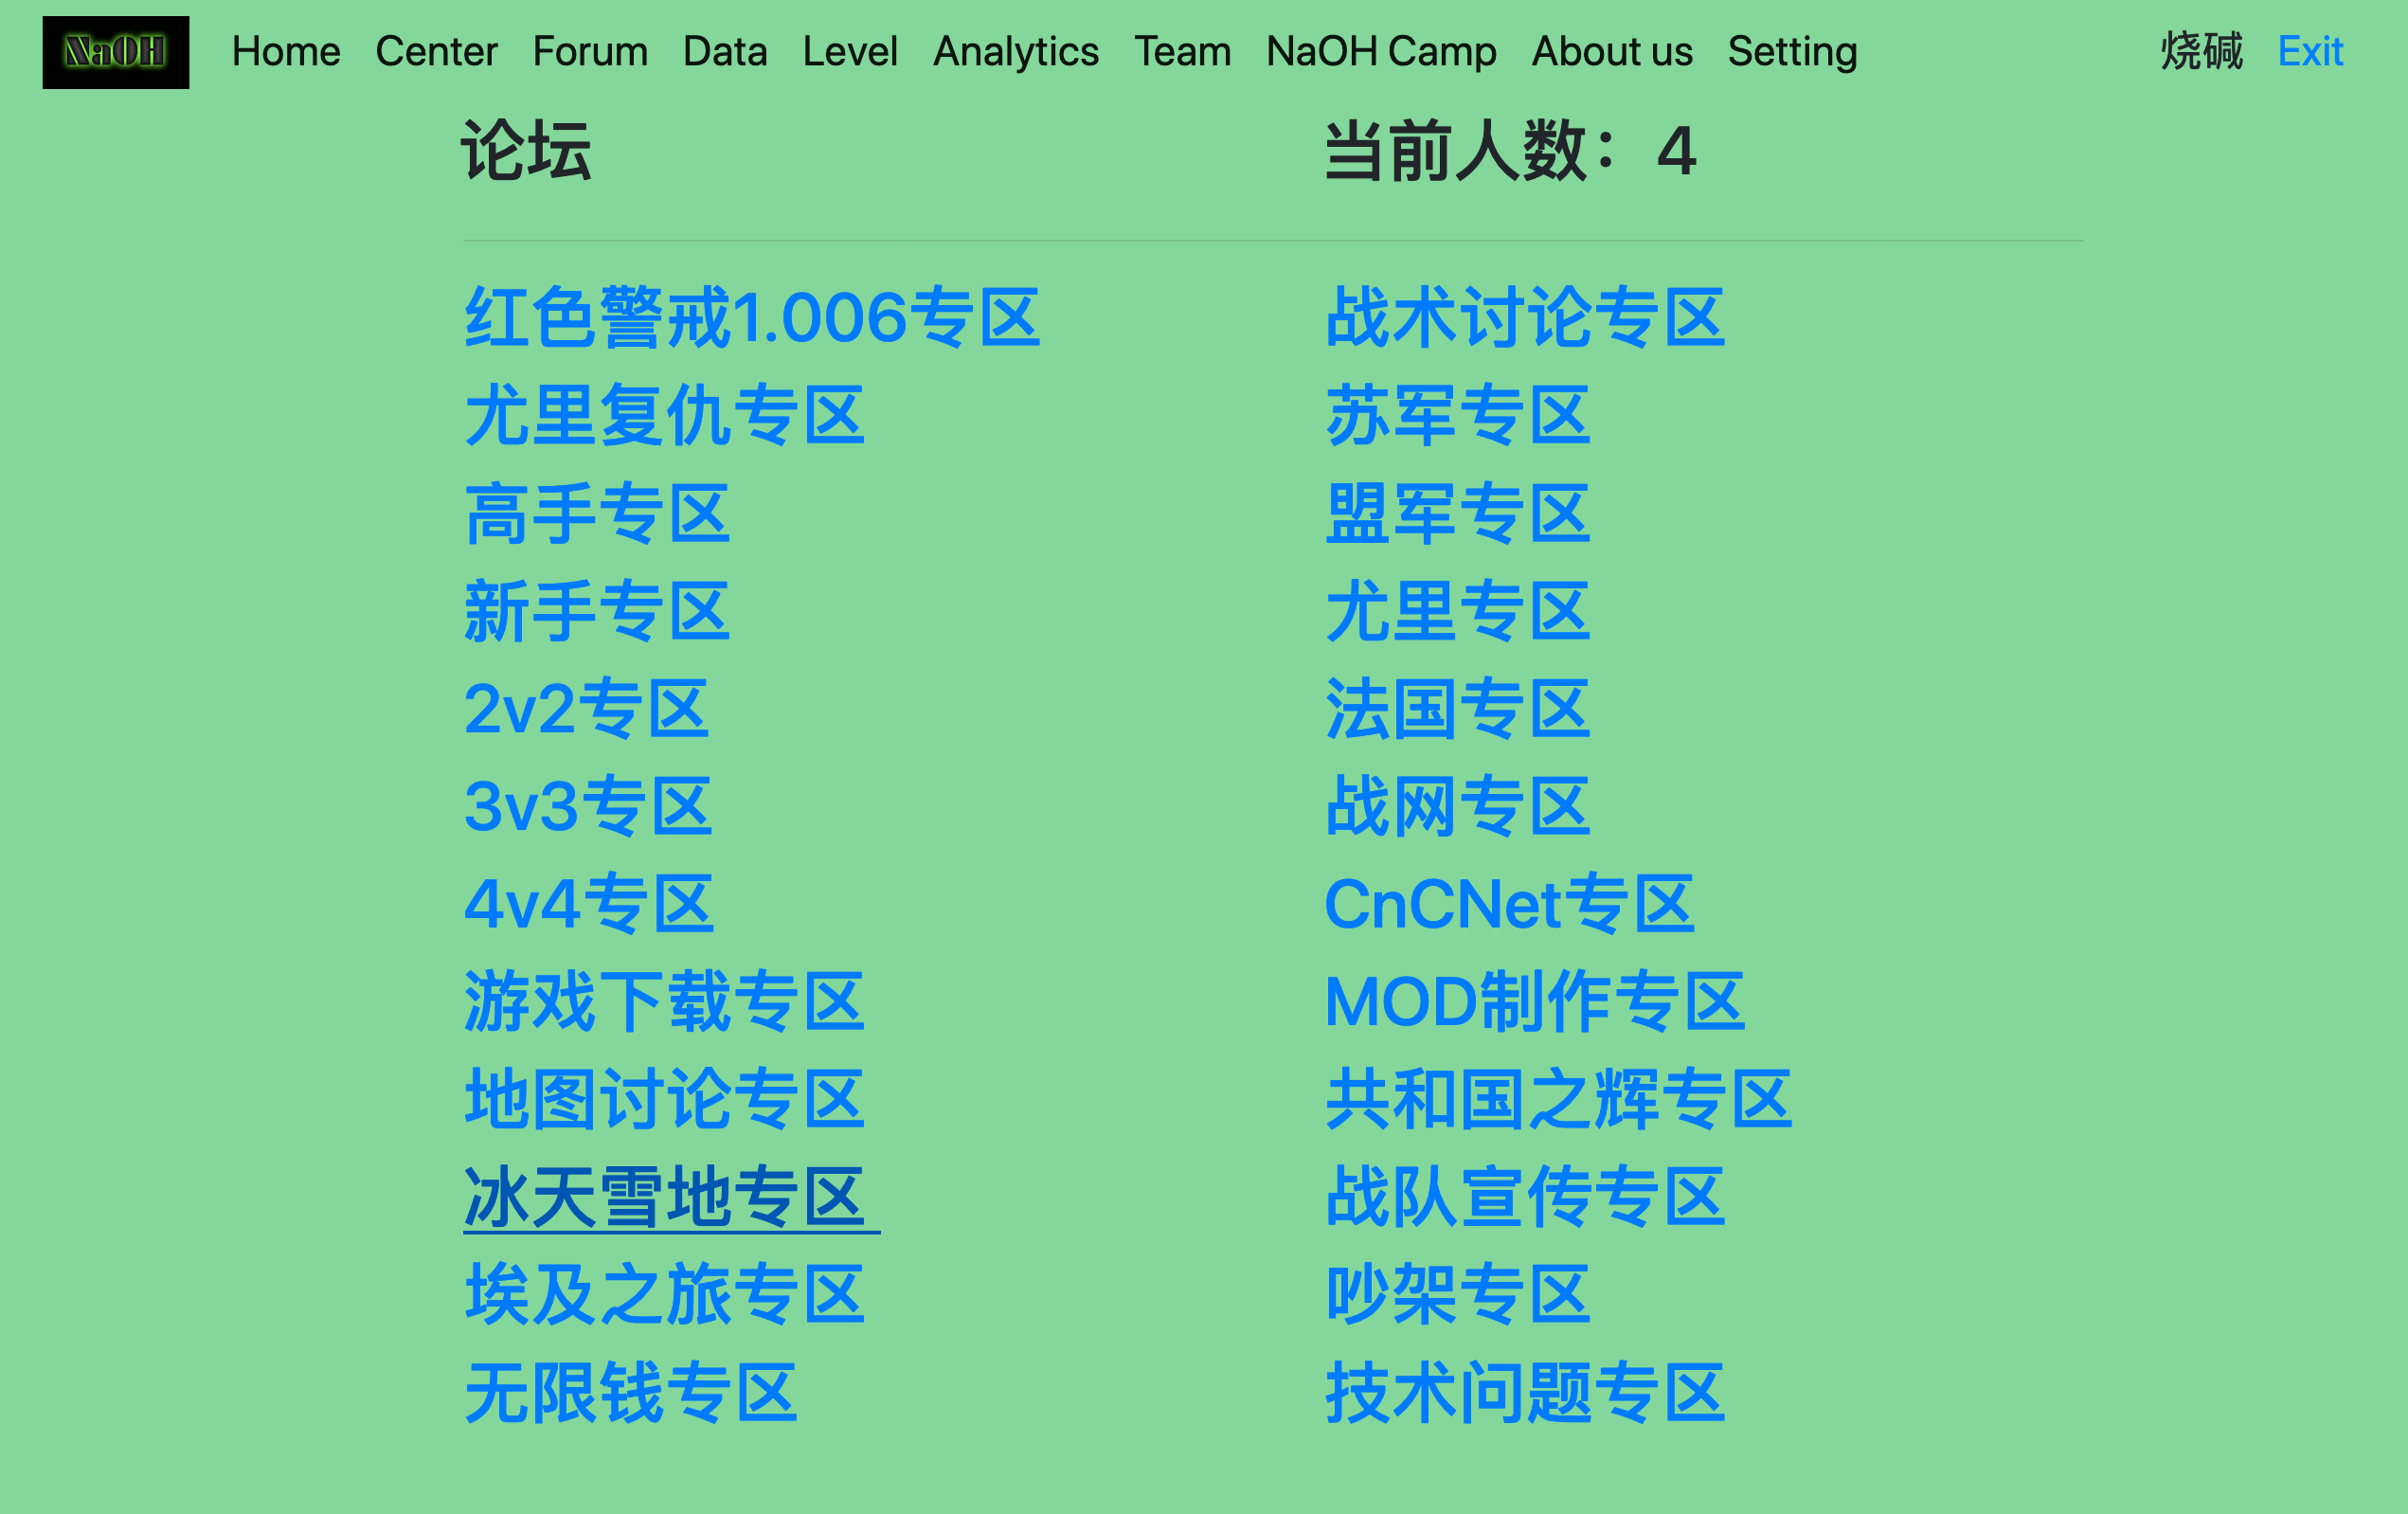 NaOH Home Center Forum Data Level Analytics Team NaOH Camp About us Setting 烧碱 Exit
论坛 当前人数：4
红色警戒1.006专区 战术讨论专区
尤里复仇专区 苏军专区
高手专区 盟军专区
新手专区 尤里专区
2v2专区 法国专区
3v3专区 战网专区
4v4专区 CnCNet专区
游戏下载专区 MOD制作专区
地图讨论专区 共和国之辉专区
冰天雪地专区 战队宣传专区
埃及之旅专区 吵架专区
无限钱专区 技术问题专区